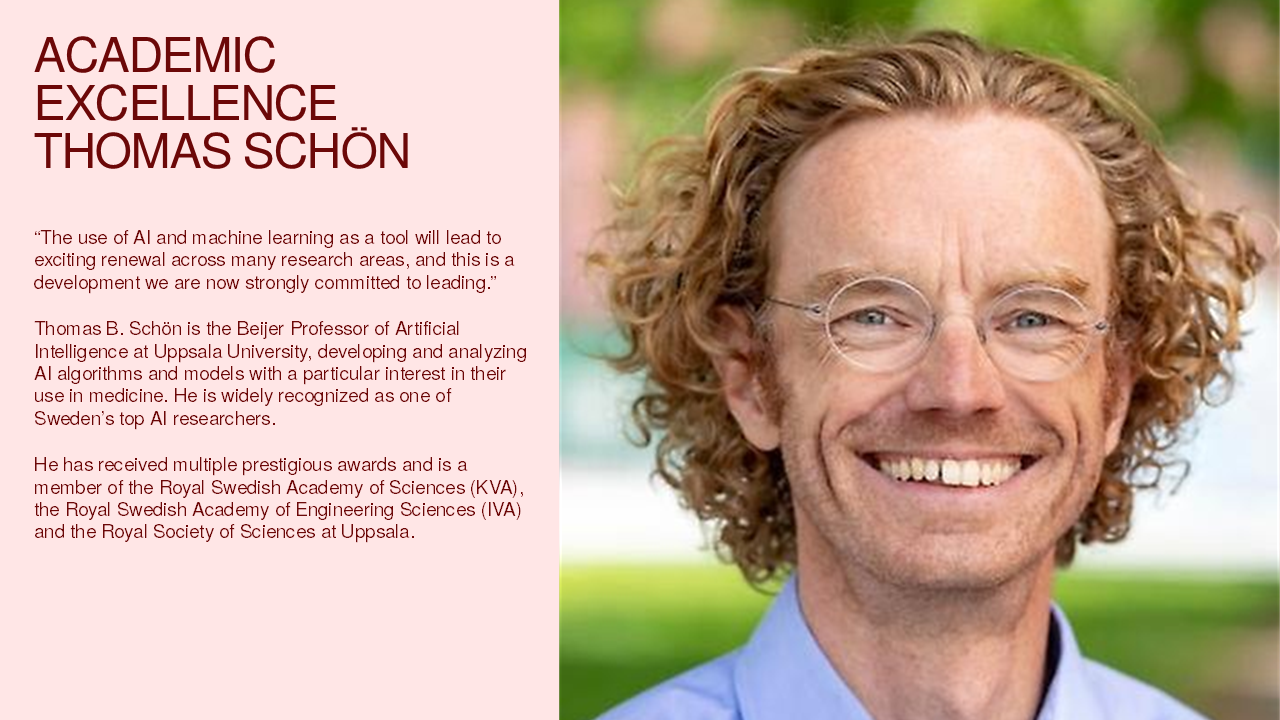 ACADEMIC
EXCELLENCE
THOMAS SCHÖN
“The use of AI and machine learning as a tool will lead to
exciting renewal across many research areas, and this is a
development we are now strongly committed to leading.”
Thomas B. Schön is the Beijer Professor of Artificial
Intelligence at Uppsala University, developing and analyzing
AI algorithms and models with a particular interest in their
use in medicine. He is widely recognized as one of
Sweden’s top AI researchers.
He has received multiple prestigious awards and is a
member of the Royal Swedish Academy of Sciences (KVA),
the Royal Swedish Academy of Engineering Sciences (IVA)
and the Royal Society of Sciences at Uppsala.